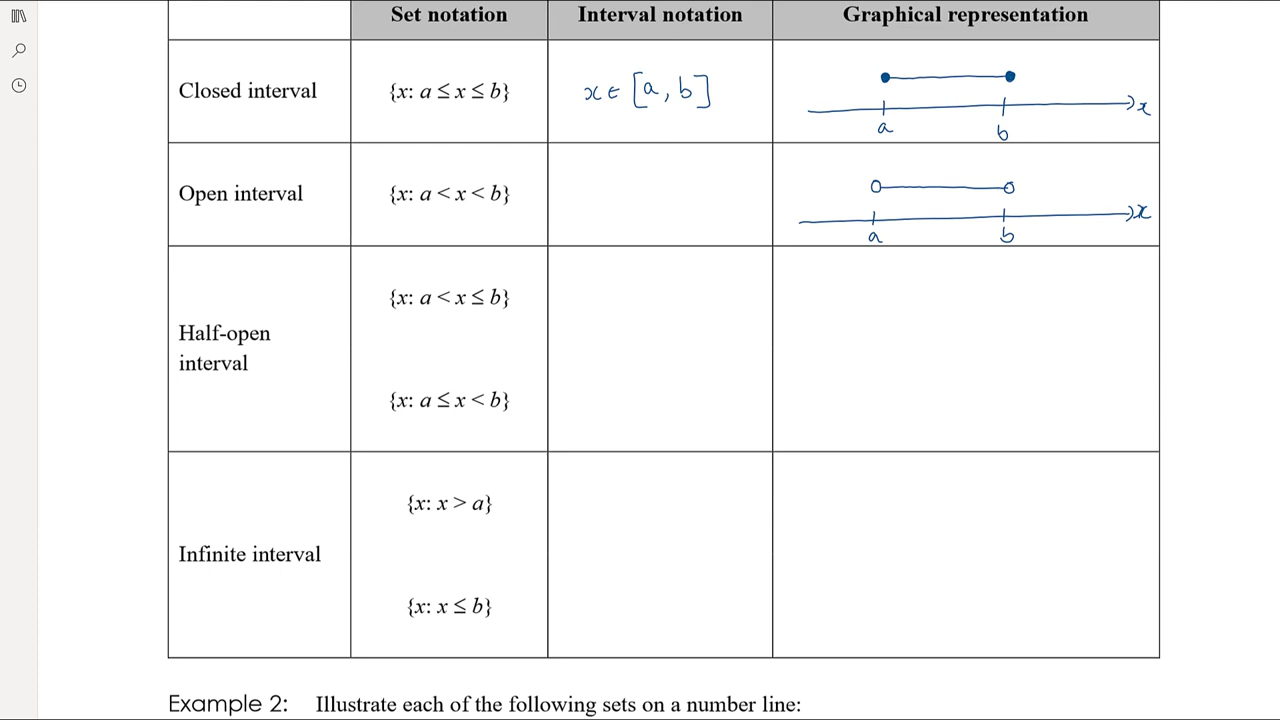 Set notation Interval notation Graphical representation
Closed interval {x: a ≤ x ≤ b} x ∈ [a, b]
x
a b
Open interval {x: a < x < b}
x
a b
{x: a < x ≤ b}
Half-open
interval
{x: a ≤ x < b}
{x: x > a}
Infinite interval
{x: x ≤ b}
Example 2: Illustrate each of the following sets on a number line: